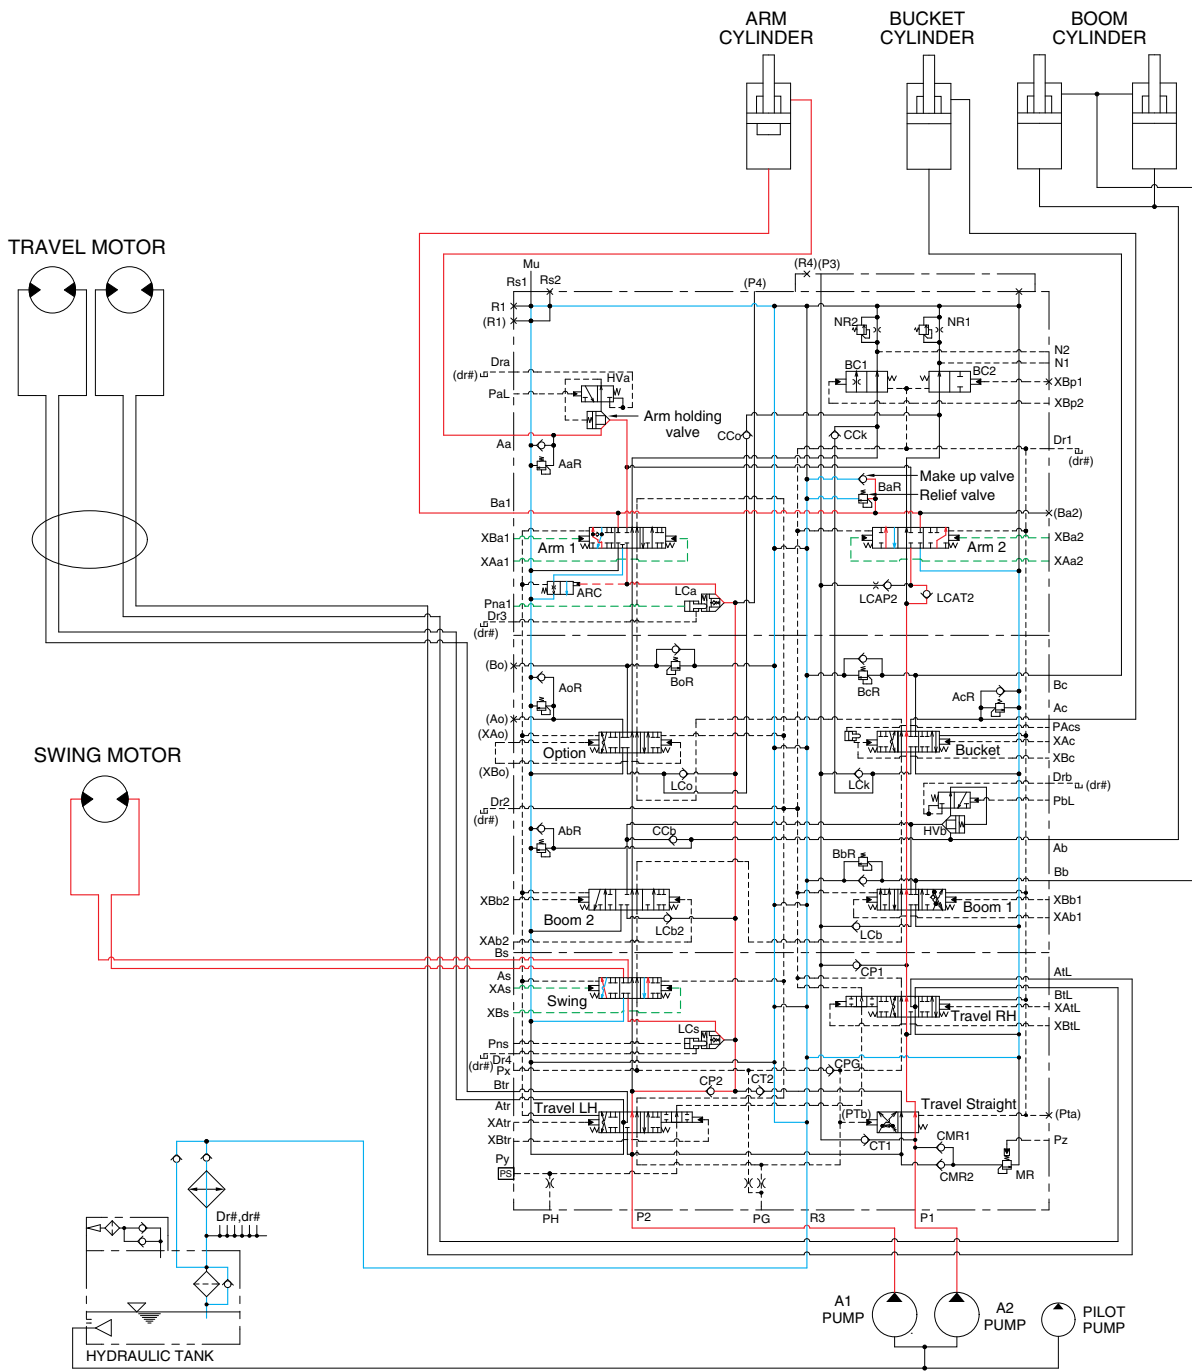 ARM
CYLINDER
BUCKET
CYLINDER
BOOM
CYLINDER
TRAVEL MOTOR
Mu
Rs1
Rs2
(R4)
(P3)
(P4)
R1
(R1)
NR2
NR1
N2
N1
Dra
(dr#)
HVa
PaL
BC1
BC2
XBp1
XBp2
Arm holding
valve
CCo
CCk
Aa
AaR
Dr1
(dr#)
Make up valve
BaR
Relief valve
Ba1
(Ba2)
XBa1
Arm 1
Arm 2
XBa2
XAa1
XAa2
ARC
LCa
LCAP2
LCAT2
Pna1
Dr3
(dr#)
(Bo)
BoR
BcR
Bc
AoR
AcR
Ac
(Ao)
PAcs
(XAo)
Option
Bucket
XAc
XBc
(XBo)
LCo
LCk
Drb
(dr#)
Dr2
(dr#)
PbL
HVb
AbR
CCb
Ab
BbR
Bb
XBb2
Boom 2
Boom 1
XBb1
XAb1
LCb2
LCb
XAb2
Bs
SWING MOTOR
As
CP1
AtL
XAs
Swing
BtL
XAtL
XBs
Travel RH
XBtL
LCs
Pns
Dr4
(dr#)
Px
CPG
Btr
CP2
CT2
Atr
Travel LH
Travel Straight
XAtr
(PTb)
(Pta)
XBtr
CT1
CMR1
Pz
Py
PS
CMR2
MR
PH
P2
PG
R3
P1
Dr#,dr#
A1
PUMP
A2
PUMP
PILOT
PUMP
HYDRAULIC TANK